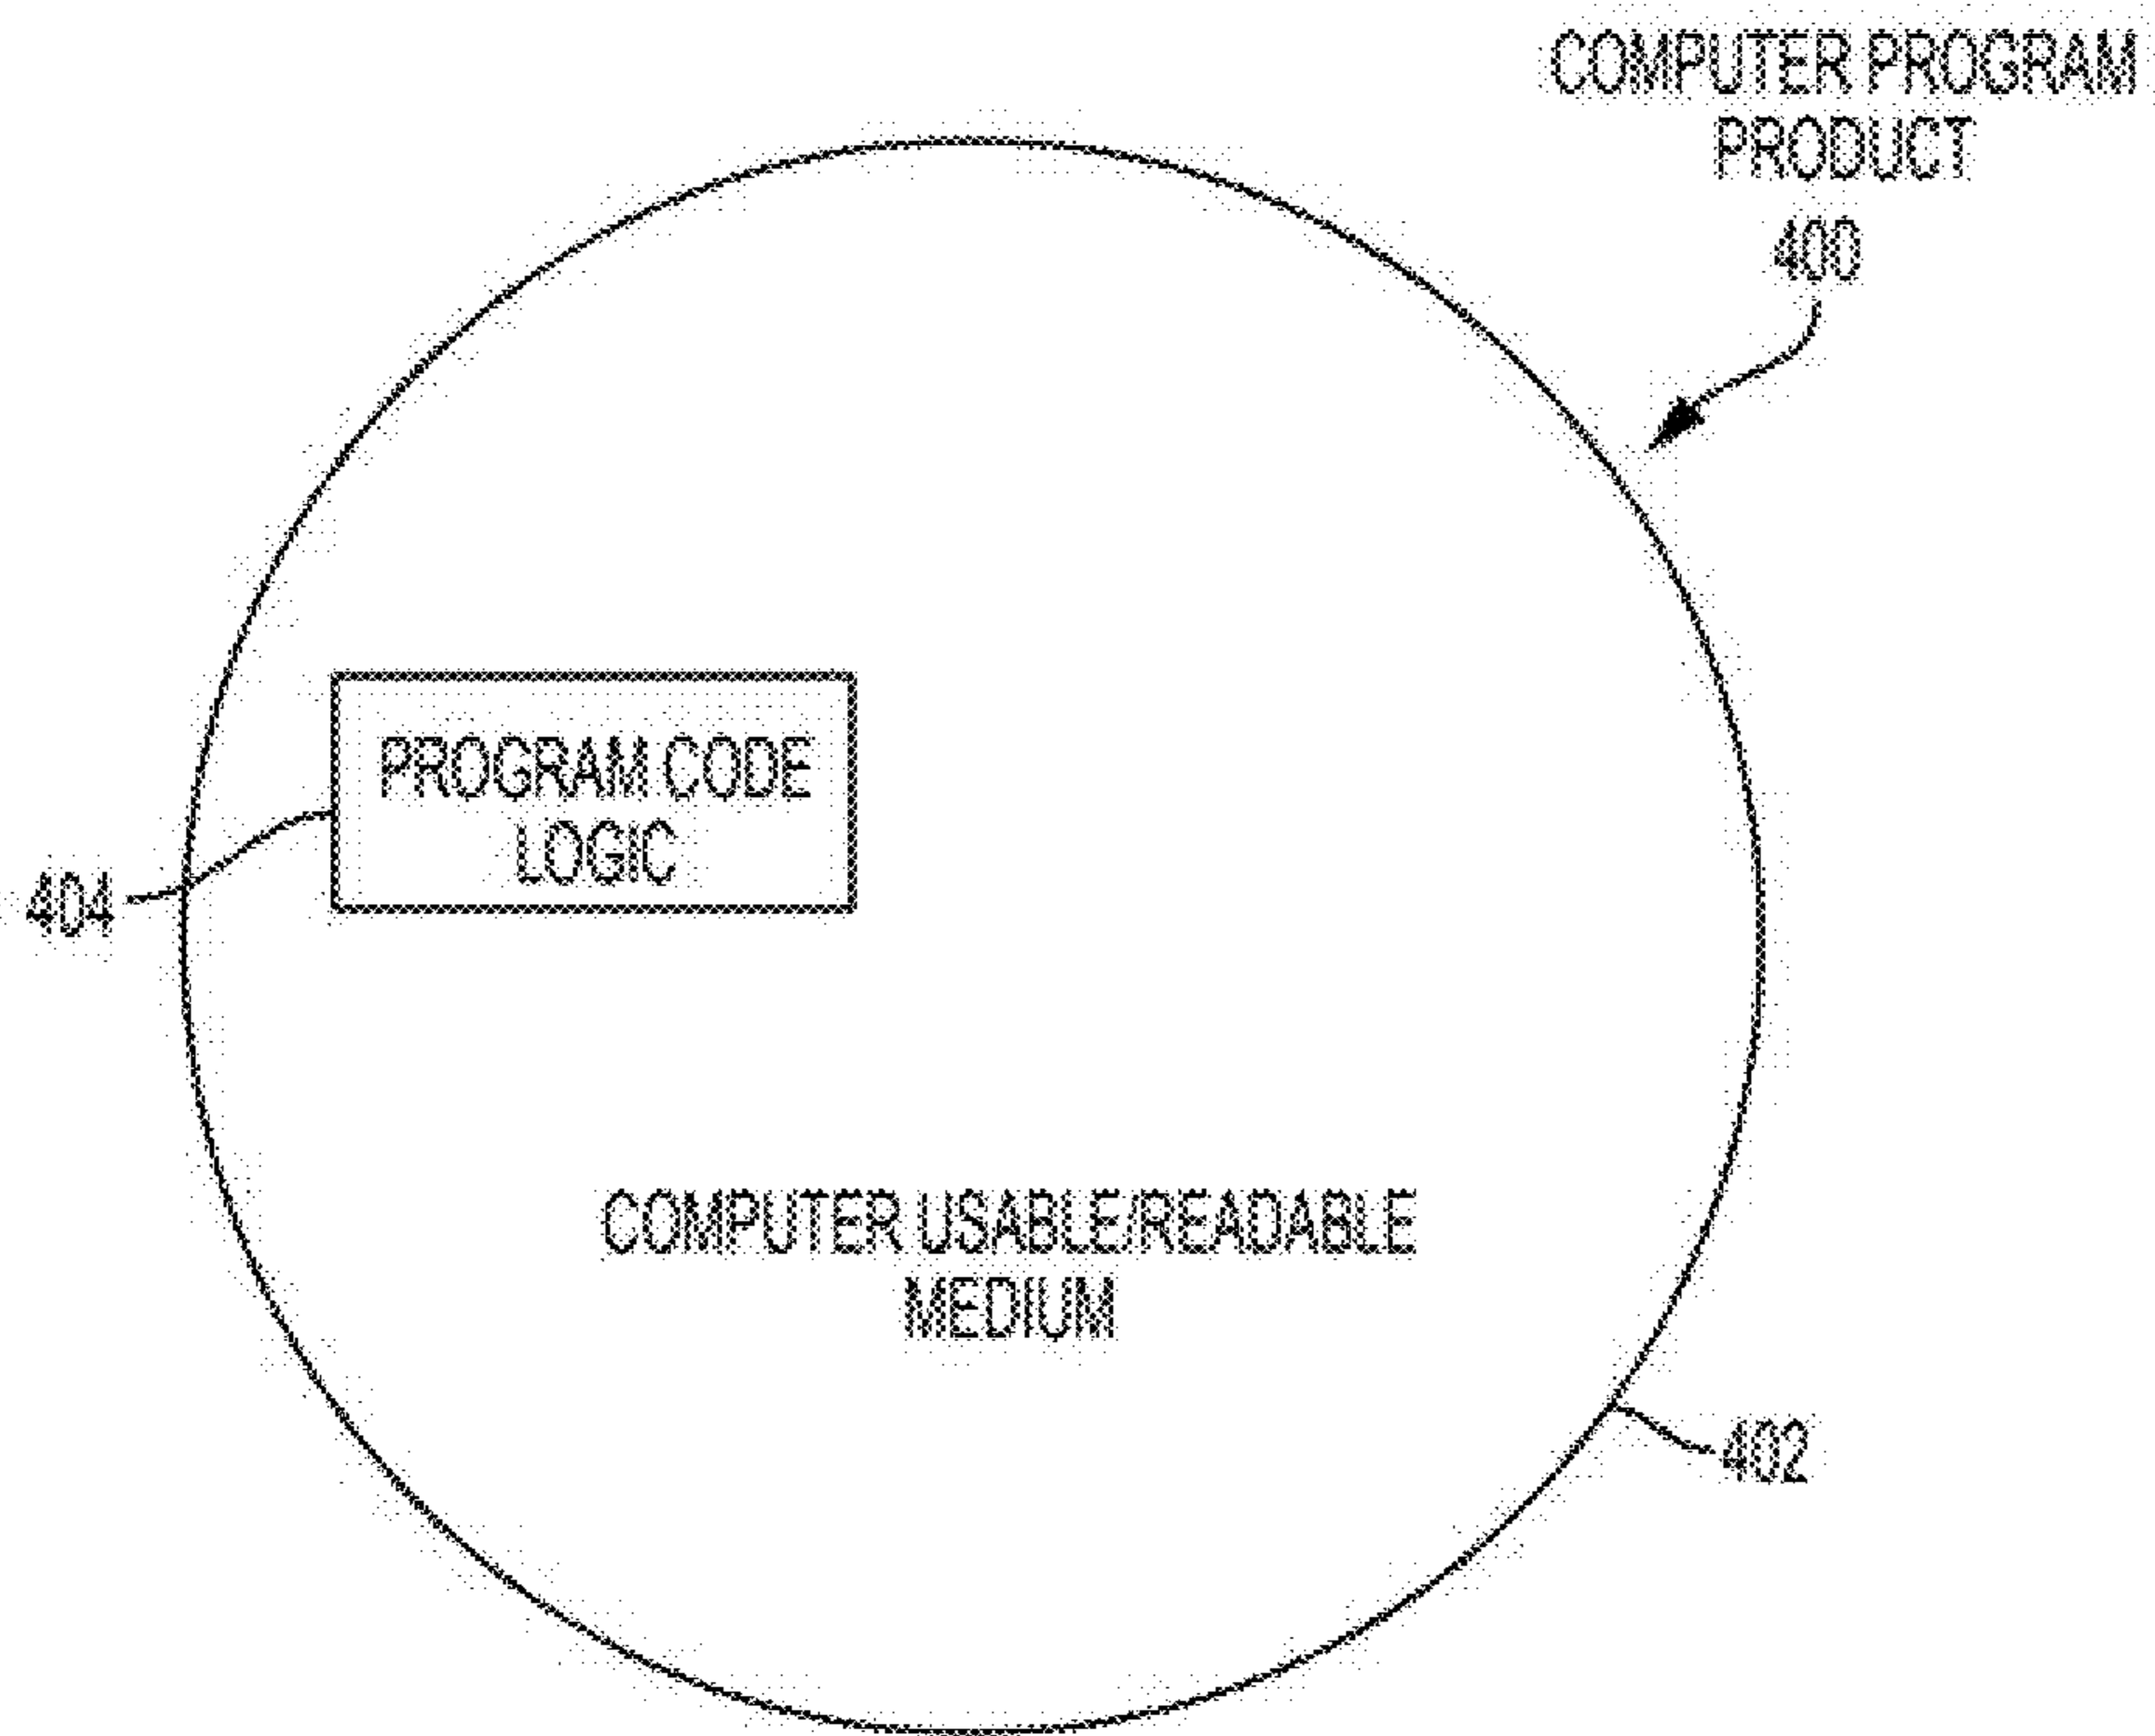 COMPUTER PROGRAM
PRODUCT
400
PROGRAM CODE
LOGIC
404
COMPUTER USABLE/READABLE
MEDIUM
402